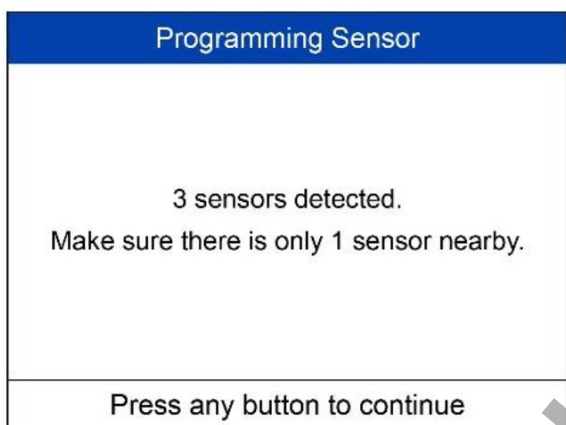 Programming Sensor
3 sensors detected.
Make sure there is only 1 sensor nearby.
Press any button to continue